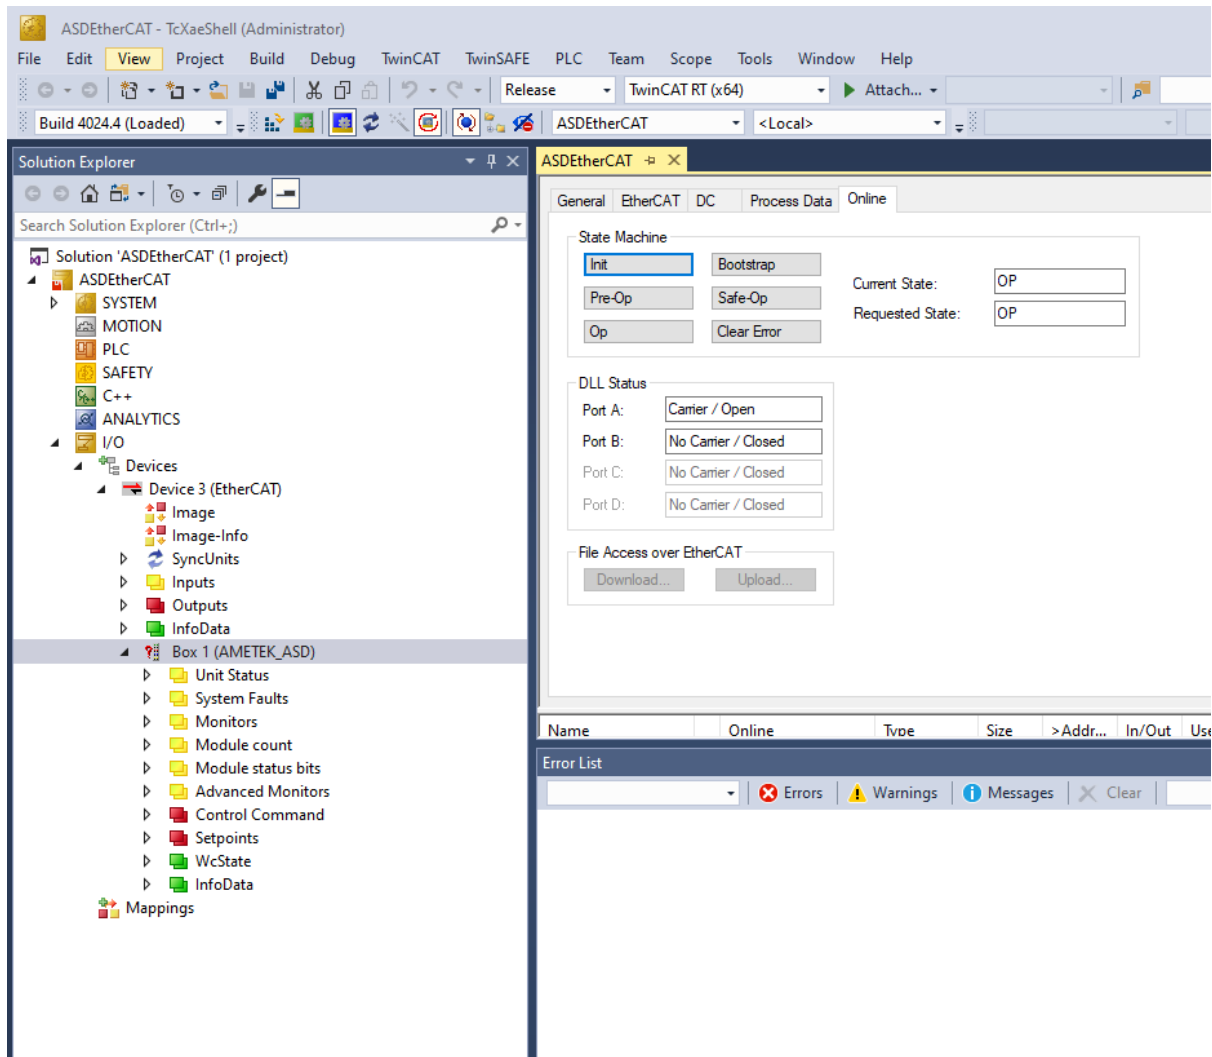 ASDEtherCAT - TcXaeShell (Administrator)
File Edit View Project Build Debug TwinCAT TwinSAFE PLC Team Scope Tools Window Help
Release TwinCAT RT (x64) Attach...
Build 4024.4 (Loaded) ASDEtherCAT <Local>
Solution Explorer
Search Solution Explorer (Ctrl+;)
Solution 'ASDEtherCAT' (1 project)
ASDEtherCAT
SYSTEM
MOTION
PLC
SAFETY
C++
ANALYTICS
I/O
Devices
Device 3 (EtherCAT)
Image
Image-Info
SyncUnits
Inputs
Outputs
InfoData
Box 1 (AMETEK_ASD)
Unit Status
System Faults
Monitors
Module count
Module status bits
Advanced Monitors
Control Command
Setpoints
WcState
InfoData
Mappings
ASDEtherCAT
General EtherCAT DC Process Data Online
State Machine
Init Bootstrap
Pre-Op Safe-Op
Op Clear Error
Current State: OP
Requested State: OP
DLL Status
Port A: Carrier / Open
Port B: No Carrier / Closed
Port C: No Carrier / Closed
Port D: No Carrier / Closed
File Access over EtherCAT
Download... Upload...
Name Online Type Size >Addr... In/Out Use
Error List
Errors Warnings Messages Clear